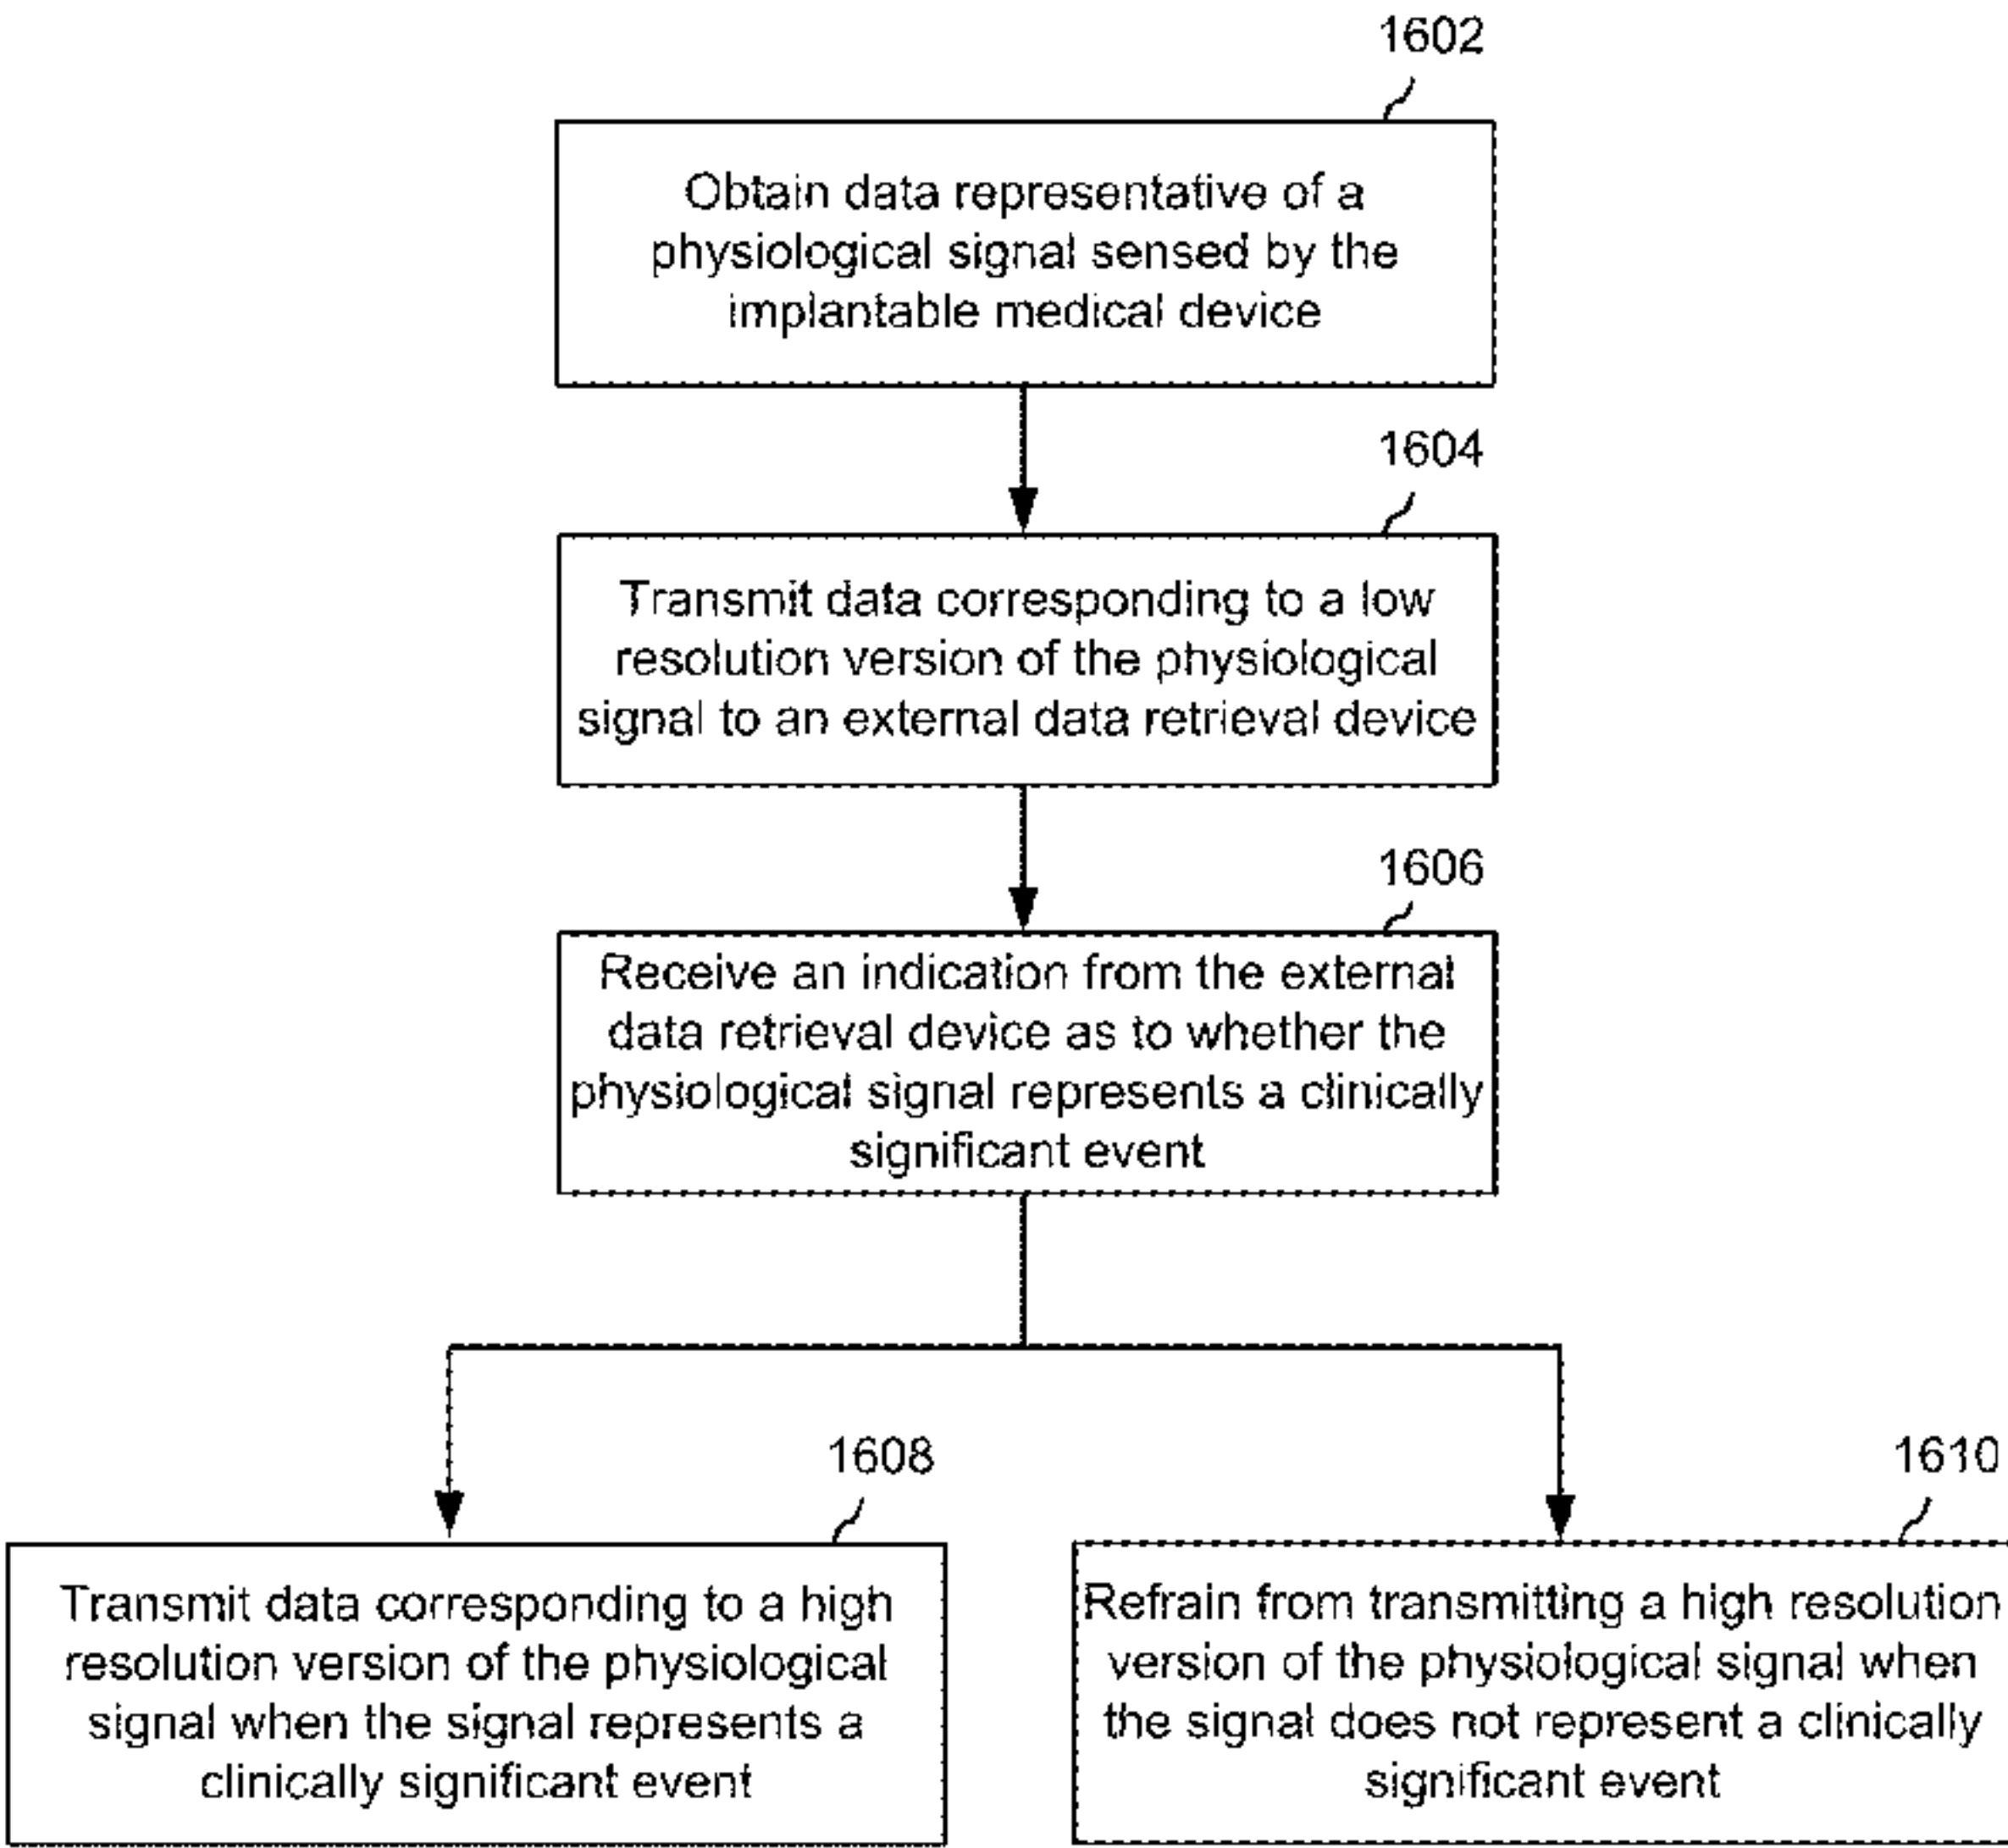 1602
Obtain data representative of a
physiological signal sensed by the
implantable medical device
1604
Transmit data corresponding to a low
resolution version of the physiological
signal to an external data retrieval device
1606
Receive an indication from the external
data retrieval device as to whether the
physiological signal represents a clinically
significant event
1608
Transmit data corresponding to a high
resolution version of the physiological
signal when the signal represents a
clinically significant event
1610
Refrain from transmitting a high resolution
version of the physiological signal when
the signal does not represent a clinically
significant event